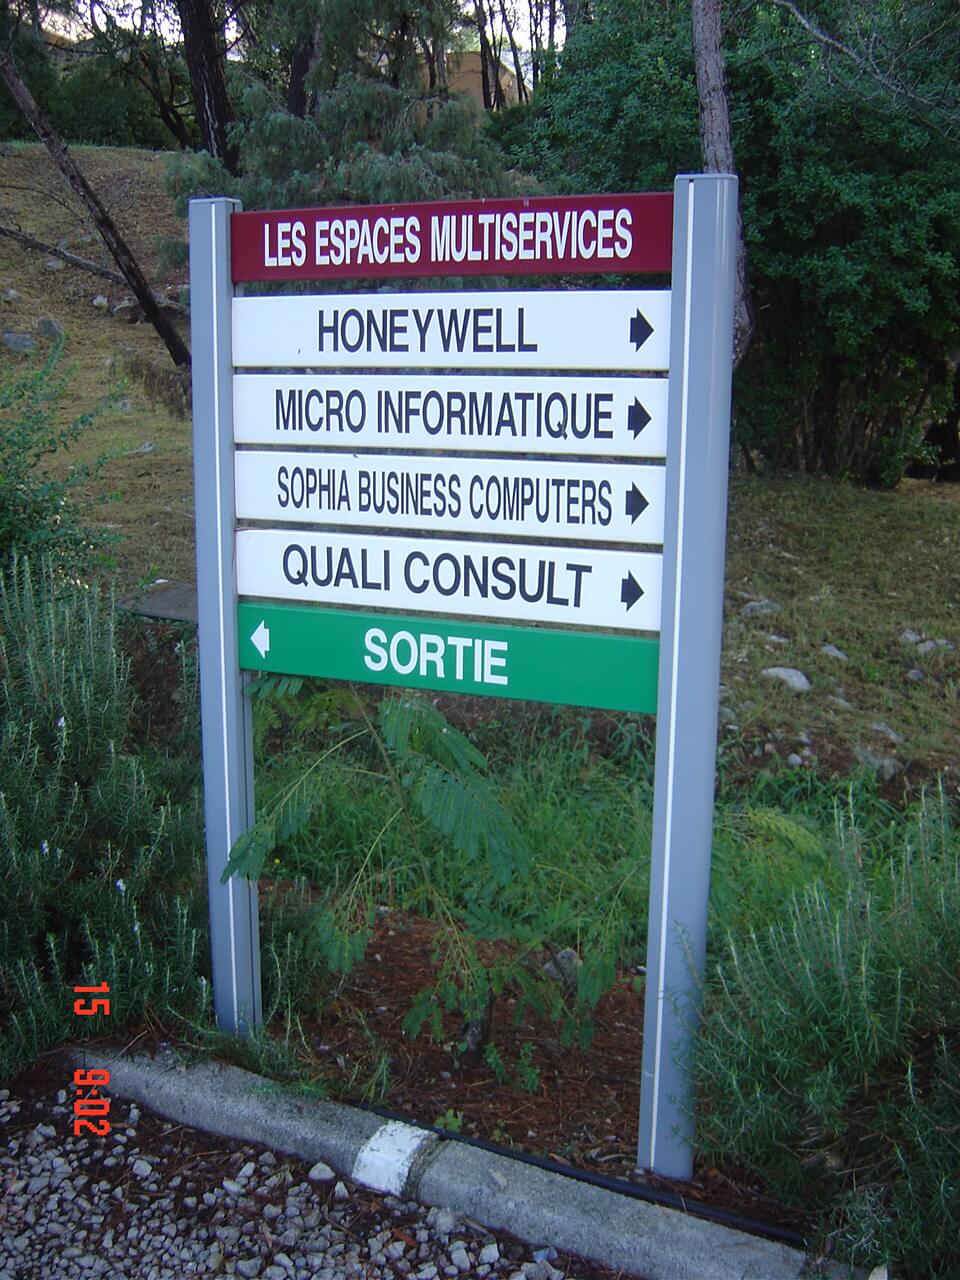 LES ESPACES MULTISERVICES
HONEYWELL
MICRO INFORMATIQUE
SOPHIA BUSINESS COMPUTERS
QUALI CONSULT
SORTIE
15 9:02